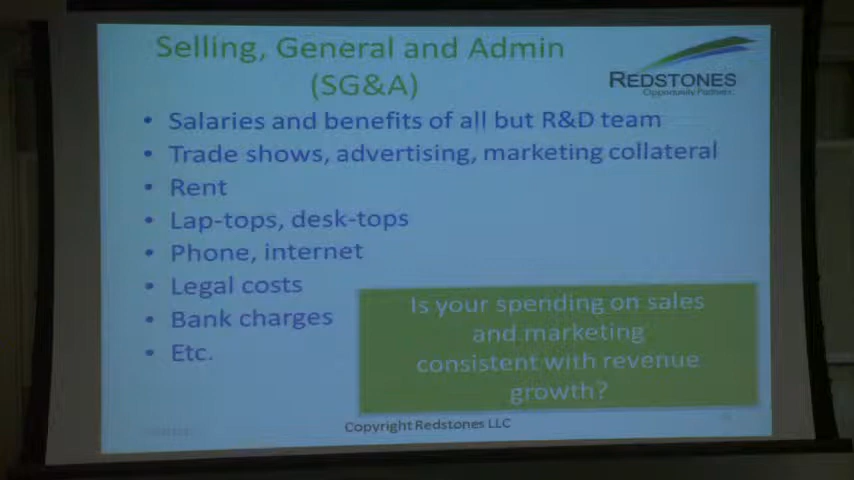 Selling, General and Admin
(SG&A)
REDSTONES
Opportunity Partners
• Salaries and benefits of all but R&D team
• Trade shows, advertising, marketing collateral
• Rent
• Lap-tops, desk-tops
• Phone, internet
• Legal costs
• Bank charges
• Etc.
Is your spending on sales
and marketing
consistent with revenue
growth?
Copyright Redstones LLC